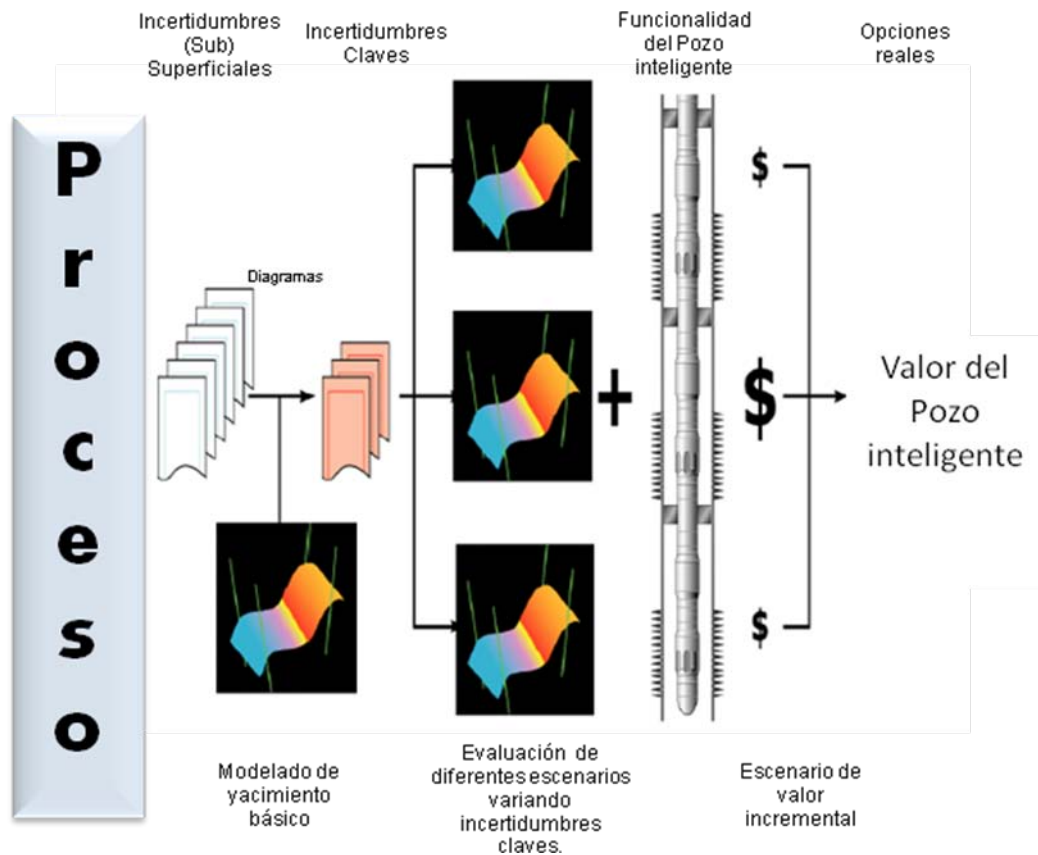 Incertidumbres
(Sub)
Superficiales
Incertidumbres
Claves
Funcionalidad
del Pozo
inteligente
Opciones
reales
Proceso
Diagramas
+
$
$
$
Valor del
Pozo
inteligente
Modelado de
yacimiento
básico
Evaluación de
diferentes escenarios
variando
incertidumbres
claves.
Escenario de
valor
incremental